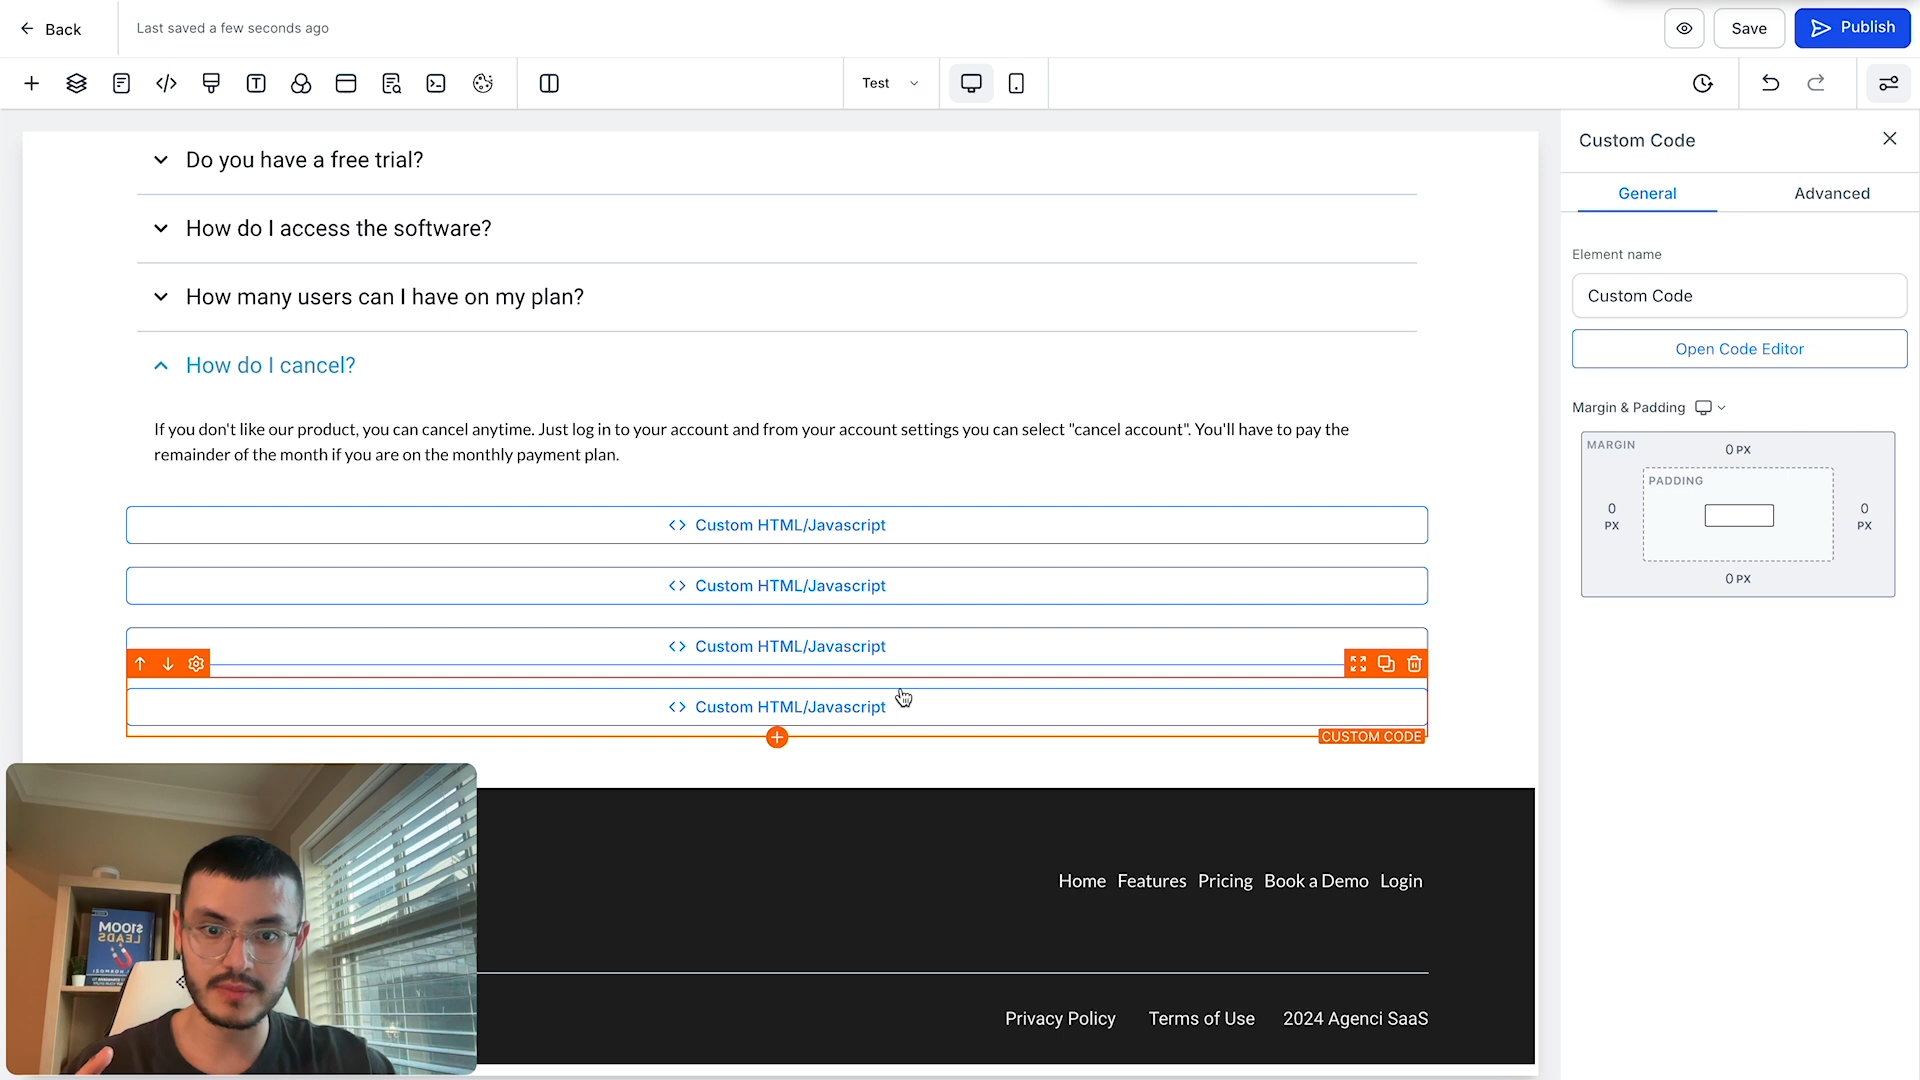 Back
Last saved a few seconds ago
Save
Publish
Test
Custom Code
General
Advanced
Element name
Custom Code
Open Code Editor
Margin & Padding
MARGIN
0 PX
PADDING
0
PX
0
PX
0 PX
Do you have a free trial?
How do I access the software?
How many users can I have on my plan?
How do I cancel?
If you don't like our product, you can cancel anytime. Just log in to your account and from your account settings you can select "cancel account". You'll have to pay the
remainder of the month if you are on the monthly payment plan.
Custom HTML/Javascript
Custom HTML/Javascript
Custom HTML/Javascript
Custom HTML/Javascript
CUSTOM CODE
Home Features Pricing Book a Demo Login
Privacy Policy Terms of Use 2024 Agenci SaaS
$100M
LEADS